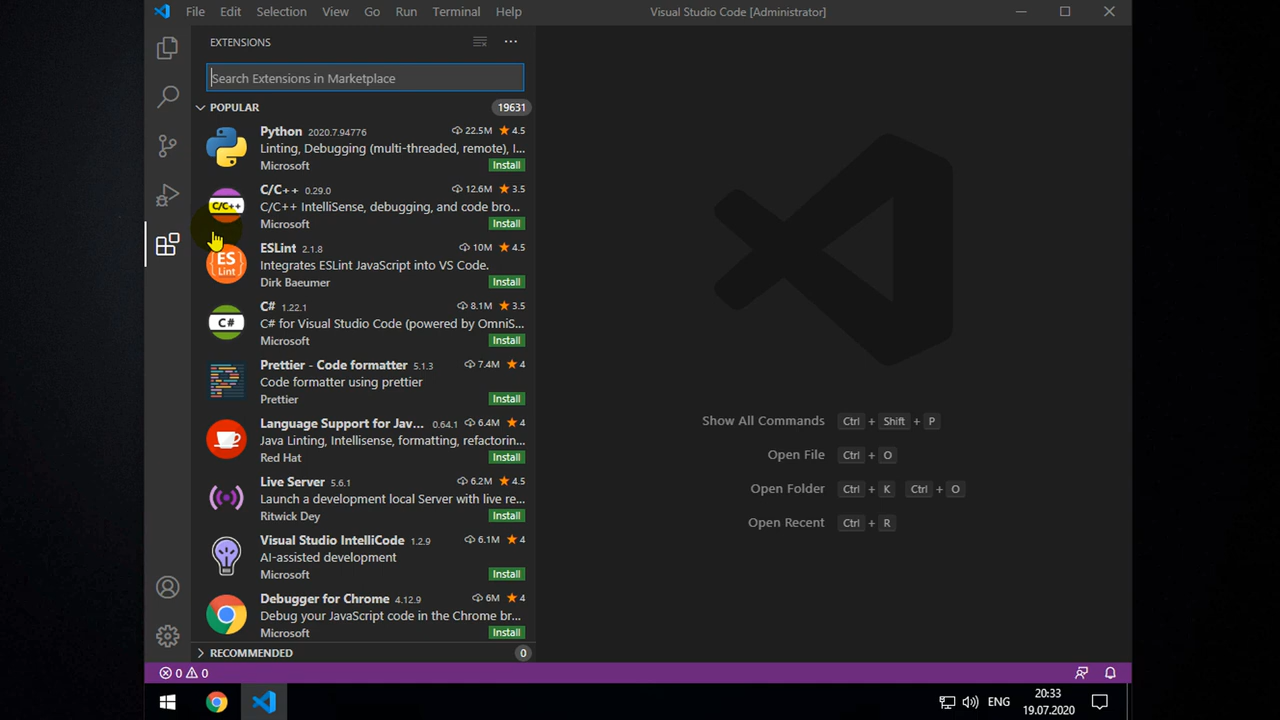 File Edit Selection View Go Run Terminal Help
Visual Studio Code [Administrator]
EXTENSIONS
Search Extensions in Marketplace
POPULAR 19631
Python 2020.7.94776 22.5M 4.5
Linting, Debugging (multi-threaded, remote), I...
Microsoft Install
C/C++
C/C++ 0.29.0 12.6M 3.5
C/C++ IntelliSense, debugging, and code bro...
Microsoft Install
ES
Lint
ESLint 2.1.8 10M 4.5
Integrates ESLint JavaScript into VS Code.
Dirk Baeumer Install
C#
C# 1.22.1 8.1M 3.5
C# for Visual Studio Code (powered by OmniS...
Microsoft Install
Prettier - Code formatter 5.1.3 7.4M 4
Code formatter using prettier
Prettier Install
Language Support for Jav... 0.64.1 6.4M 4
Java Linting, Intellisense, formatting, refactorin...
Red Hat Install
Live Server 5.6.1 6.2M 4.5
Launch a development local Server with live re...
Ritwick Dey Install
Visual Studio IntelliCode 1.2.9 6.1M 4
AI-assisted development
Microsoft Install
Debugger for Chrome 4.12.9 6M 4
Debug your JavaScript code in the Chrome br...
Microsoft Install
RECOMMENDED 0
Show All Commands Ctrl + Shift + P
Open File Ctrl + O
Open Folder Ctrl + K Ctrl + O
Open Recent Ctrl + R
0 0
ENG
20:33
19.07.2020